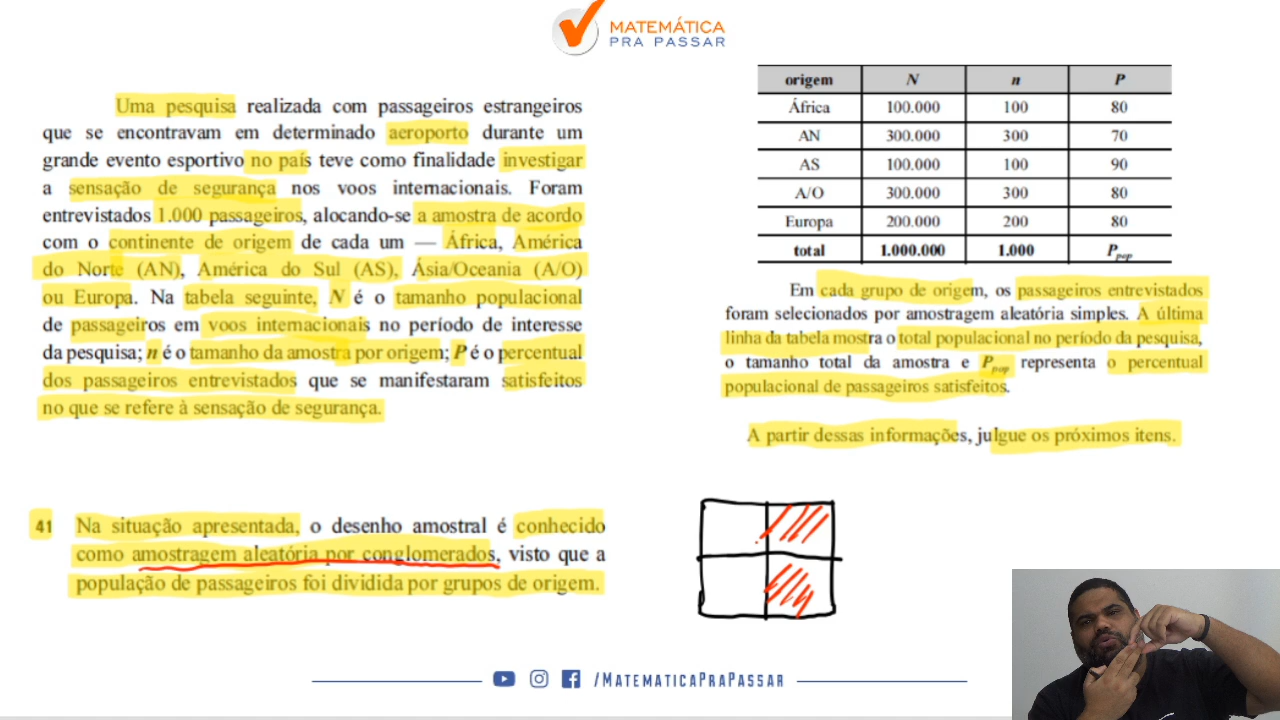 MATEMÁTICA
PRA PASSAR
Uma pesquisa realizada com passageiros estrangeiros
que se encontravam em determinado aeroporto durante um
grande evento esportivo no país teve como finalidade investigar
a sensação de segurança nos voos internacionais. Foram
entrevistados 1.000 passageiros, alocando-se a amostra de acordo
com o continente de origem de cada um — África, América
do Norte (AN), América do Sul (AS), Ásia/Oceania (A/O)
ou Europa. Na tabela seguinte, N é o tamanho populacional
de passageiros em voos internacionais no período de interesse
da pesquisa; n é o tamanho da amostra por origem; P é o percentual
dos passageiros entrevistados que se manifestaram satisfeitos
no que se refere à sensação de segurança.
origem N n P
África 100.000 100 80
AN 300.000 300 70
AS 100.000 100 90
A/O 300.000 300 80
Europa 200.000 200 80
total 1.000.000 1.000 Ppop
Em cada grupo de origem, os passageiros entrevistados
foram selecionados por amostragem aleatória simples. A última
linha da tabela mostra o total populacional no período da pesquisa,
o tamanho total da amostra e Ppop representa o percentual
populacional de passageiros satisfeitos.
A partir dessas informações, julgue os próximos itens.
41 Na situação apresentada, o desenho amostral é conhecido
como amostragem aleatória por conglomerados, visto que a
população de passageiros foi dividida por grupos de origem.
/MATEMATICAPRAPASSAR